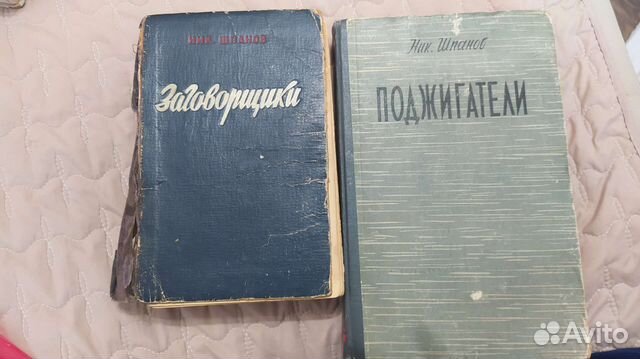 НИК. ШПАНОВ
Заговорщики
Ник. Шпанов
ПОДЖИГАТЕЛИ
Avito